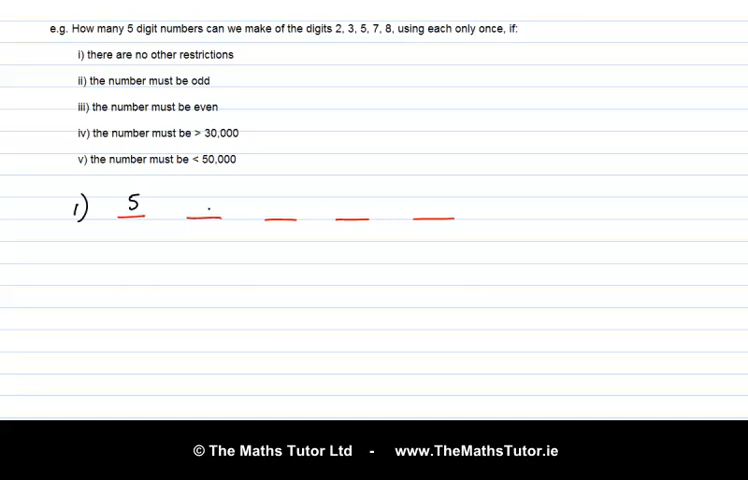 e.g. How many 5 digit numbers can we make of the digits 2, 3, 5, 7, 8, using each only once, if:
i) there are no other restrictions
ii) the number must be odd
iii) the number must be even
iv) the number must be > 30,000
v) the number must be < 50,000
1) 5
© The Maths Tutor Ltd - www.TheMathsTutor.ie